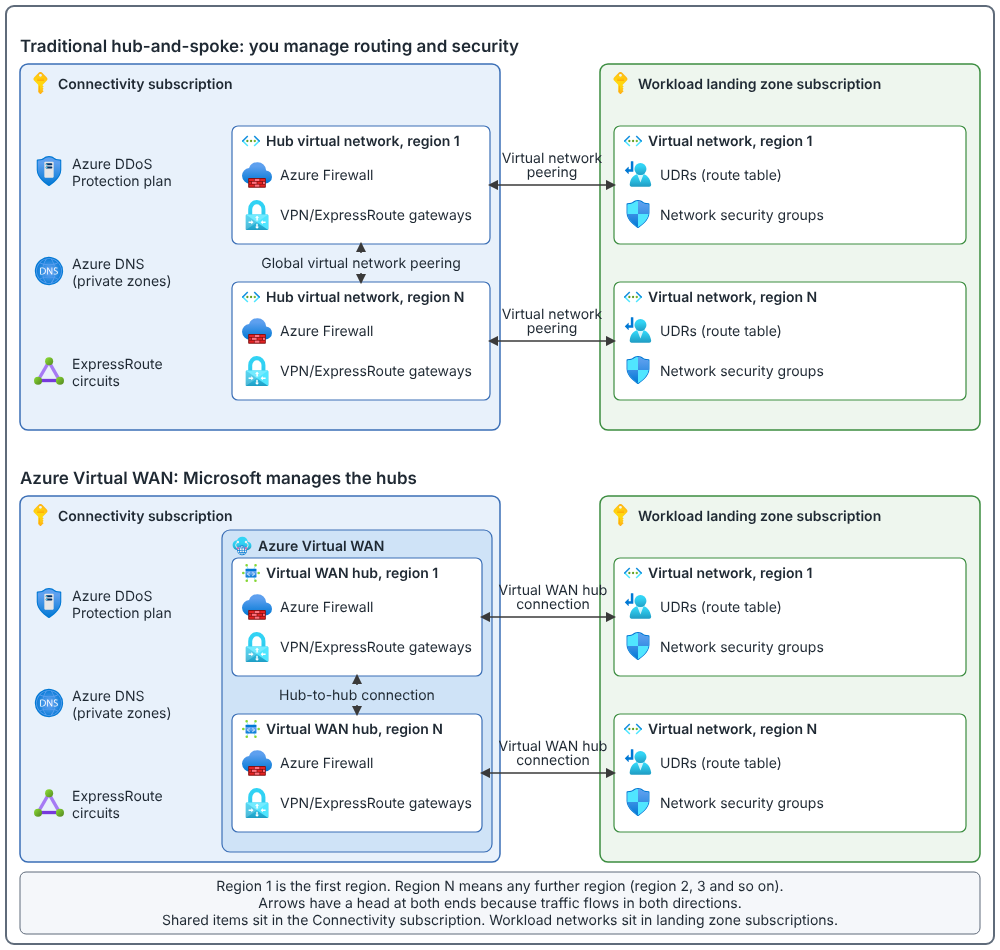 Traditional hub-and-spoke: you manage routing and security
Connectivity subscription
Azure DDoS
Protection plan
Azure DNS
(private zones)
ExpressRoute
circuits
Hub virtual network, region 1
Azure Firewall
VPN/ExpressRoute gateways
Global virtual network peering
Hub virtual network, region N
Azure Firewall
VPN/ExpressRoute gateways
Virtual network
peering
Virtual network
peering
Workload landing zone subscription
Virtual network, region 1
UDRs (route table)
Network security groups
Virtual network, region N
UDRs (route table)
Network security groups
Azure Virtual WAN: Microsoft manages the hubs
Connectivity subscription
Azure DDoS
Protection plan
DNS
Azure DNS
(private zones)
ExpressRoute
circuits
Azure Virtual WAN
Virtual WAN hub, region 1
Azure Firewall
VPN/ExpressRoute gateways
Hub-to-hub connection
Virtual WAN hub, region N
Azure Firewall
VPN/ExpressRoute gateways
Virtual WAN hub
connection
Virtual WAN hub
connection
Workload landing zone subscription
Virtual network, region 1
UDRs (route table)
Network security groups
Virtual network, region N
UDRs (route table)
Network security groups
Region 1 is the first region. Region N means any further region (region 2, 3 and so on).
Arrows have a head at both ends because traffic flows in both directions.
Shared items sit in the Connectivity subscription. Workload networks sit in landing zone subscriptions.